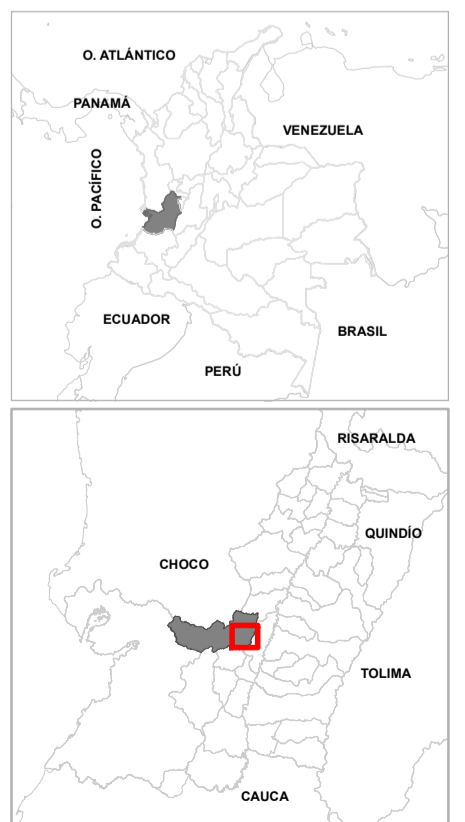 O. ATLÁNTICO
PANAMÁ
VENEZUELA
O. PACÍFICO
ECUADOR
BRASIL
PERÚ
RISARALDA
QUINDÍO
CHOCO
TOLIMA
CAUCA